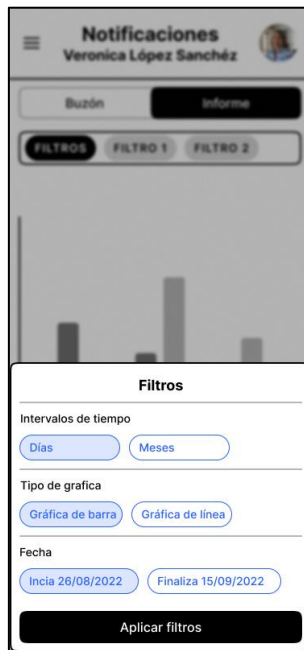 Notificaciones
Veronica López Sanchéz
Buzón Informe
FILTROS FILTRO 1 FILTRO 2
Filtros
Intervalos de tiempo
Días Meses
Tipo de grafica
Gráfica de barra Gráfica de línea
Fecha
Incia 26/08/2022 Finaliza 15/09/2022
Aplicar filtros